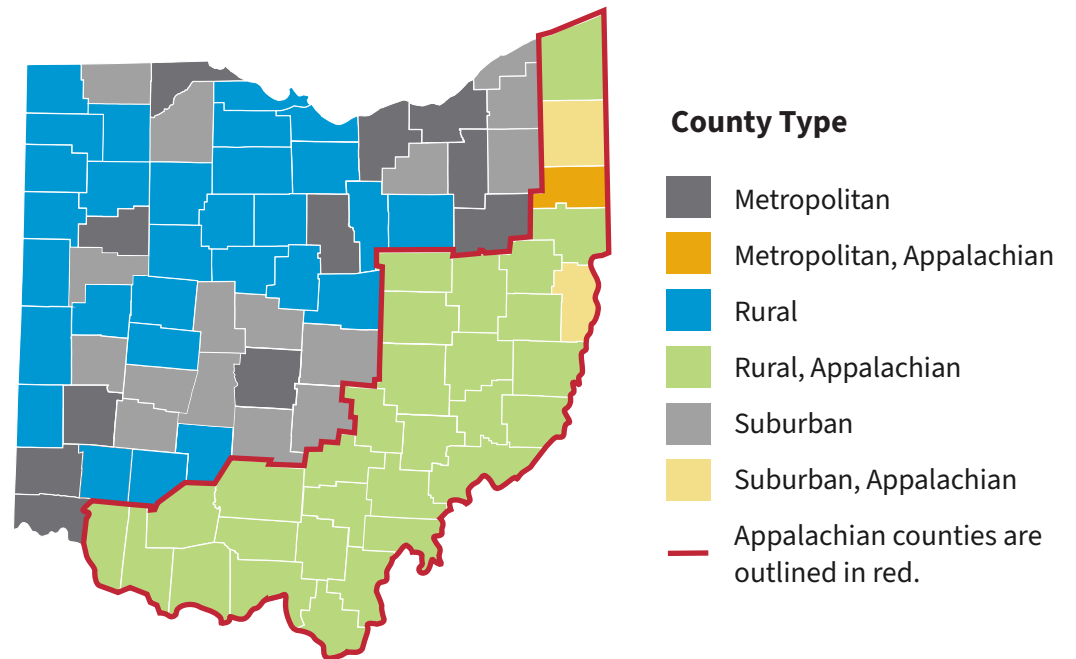 County Type
Metropolitan
Metropolitan, Appalachian
Rural
Rural, Appalachian
Suburban
Suburban, Appalachian
Appalachian counties are
outlined in red.